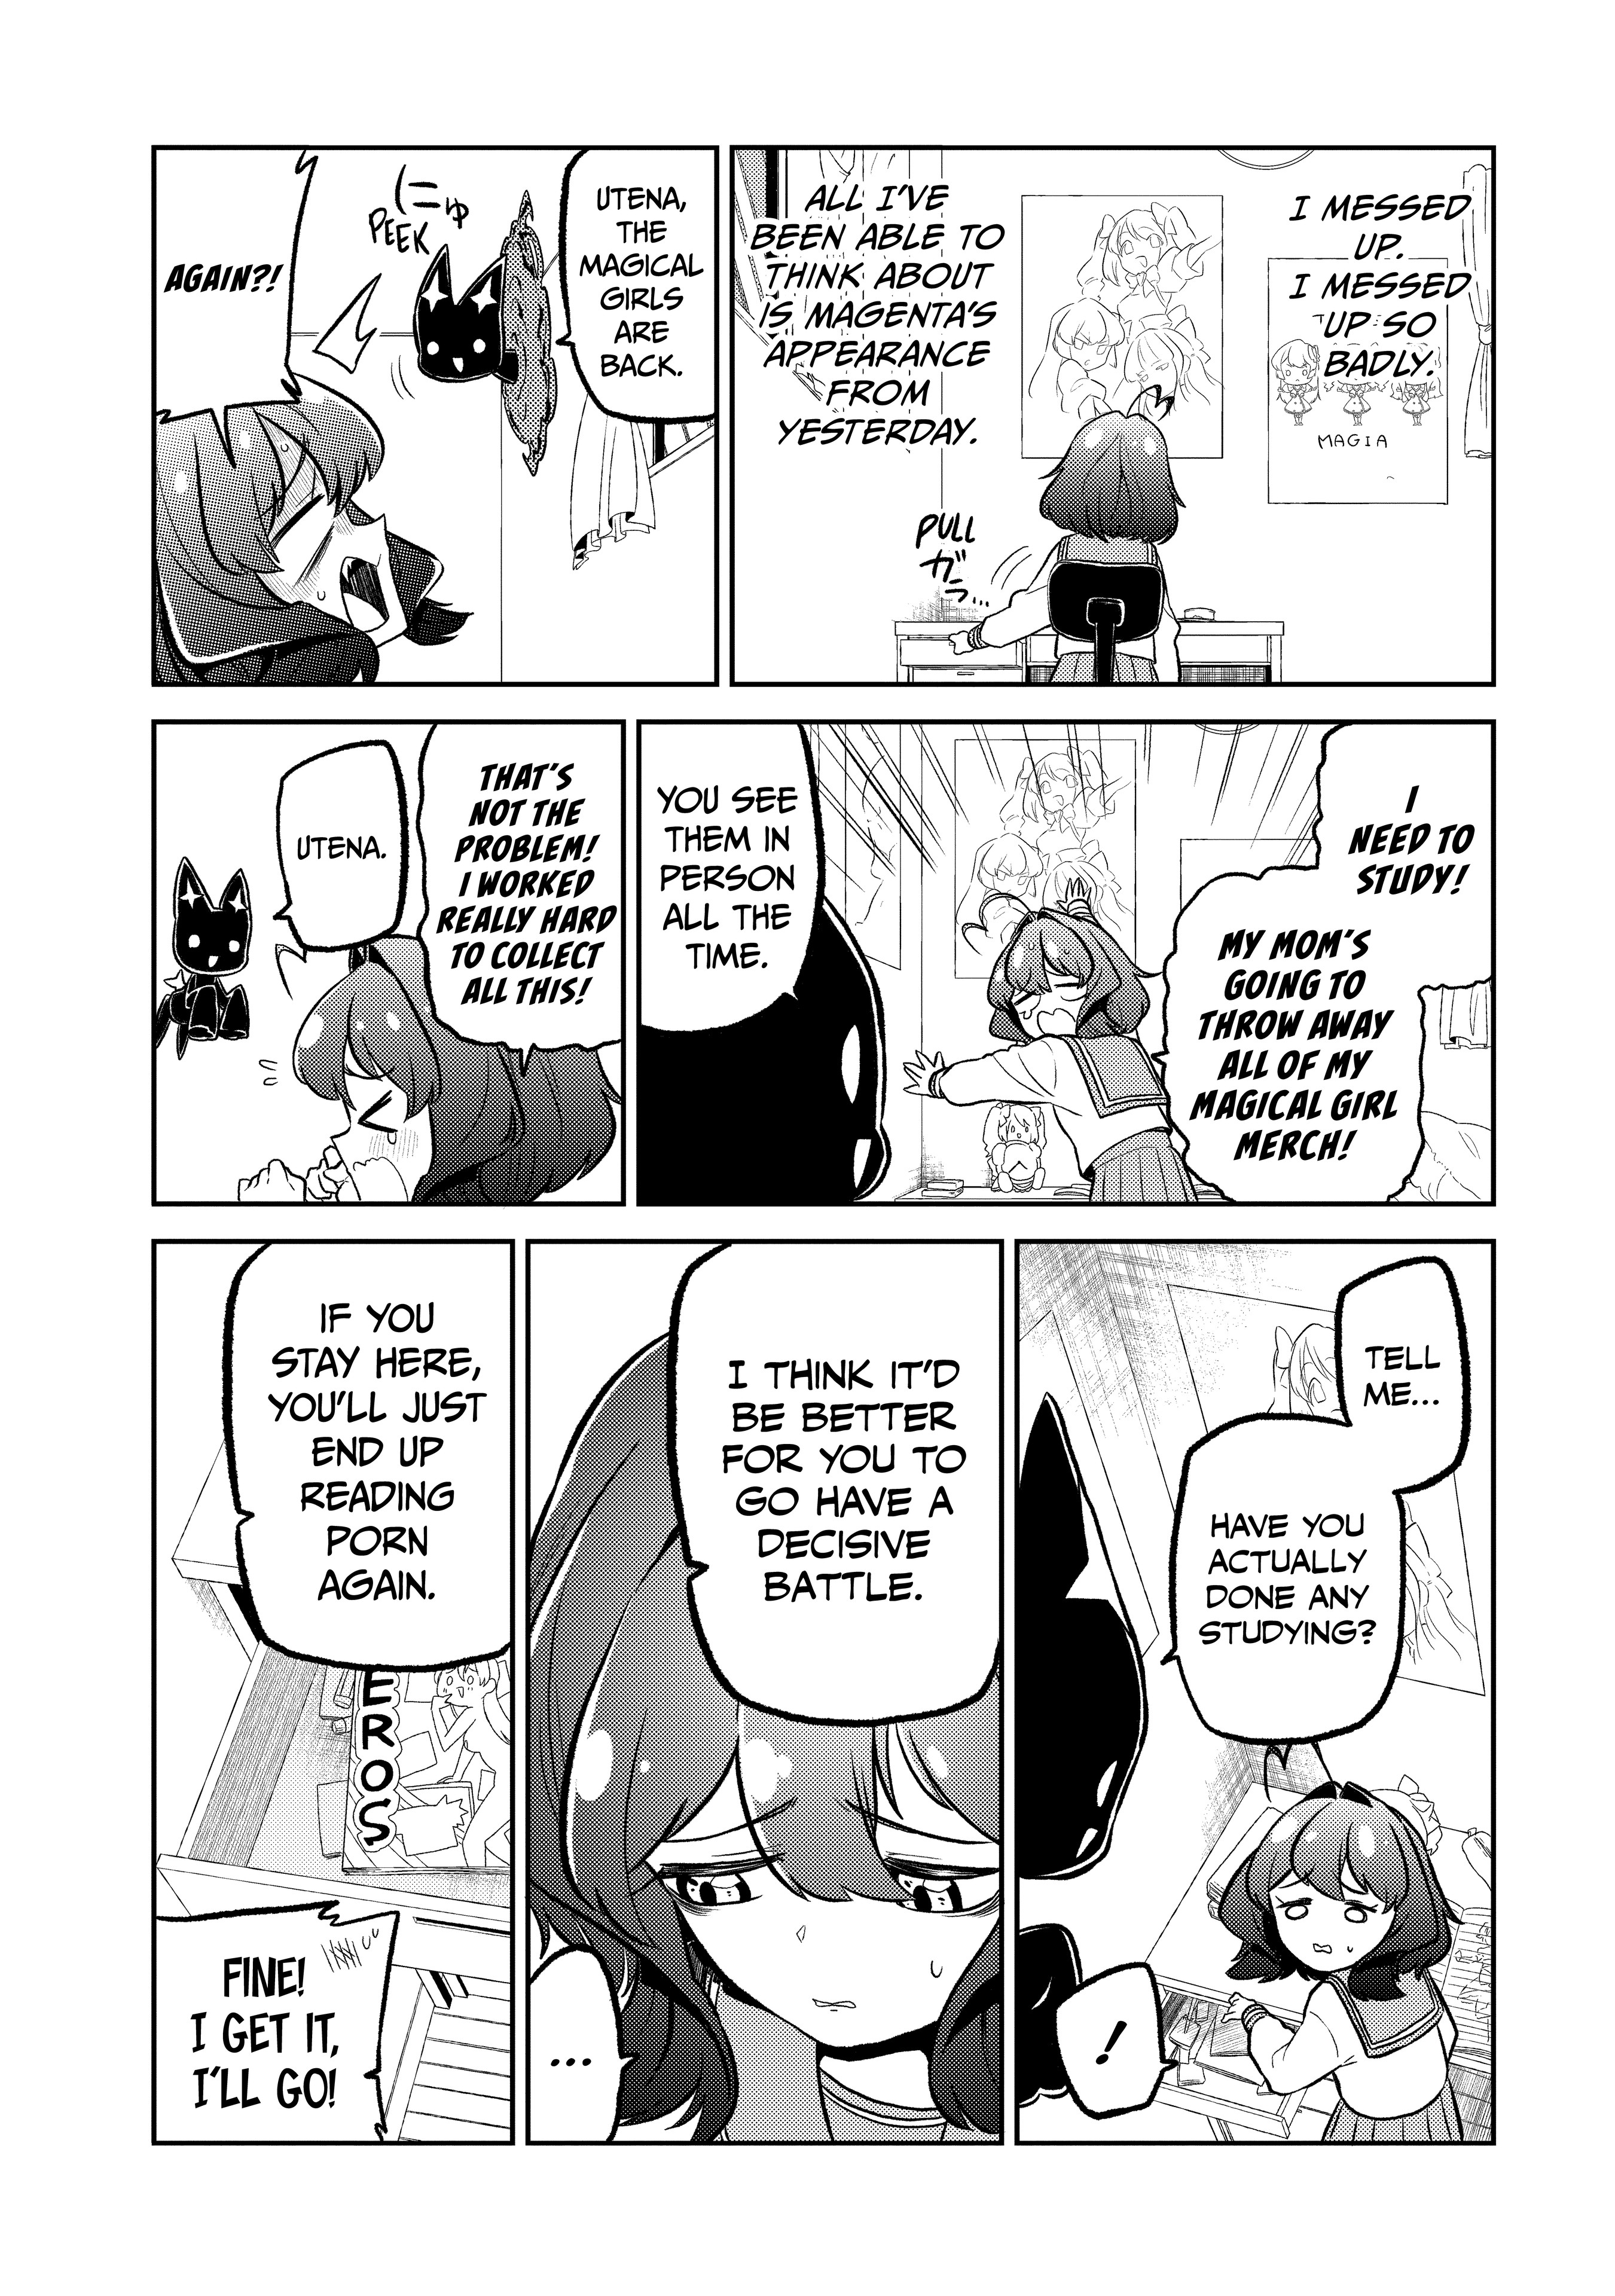 I MESSED
UP.
I MESSED
UP SO
BADLY.
MAGIA
ALL I'VE
BEEN ABLE TO
THINK ABOUT
IS MAGENTA'S
APPEARANCE
FROM
YESTERDAY.
PULL
ガ
ラ...
UTENA,
THE
MAGICAL
GIRLS
ARE
BACK.
にゅ
PEEK
AGAIN?!
I
NEED TO
STUDY!
MY MOM'S
GOING TO
THROW AWAY
ALL OF MY
MAGICAL GIRL
MERCH!
YOU SEE
THEM IN
PERSON
ALL THE
TIME.
THAT'S
NOT THE
PROBLEM!
I WORKED
REALLY HARD
TO COLLECT
ALL THIS!
UTENA.
TELL
ME...
HAVE YOU
ACTUALLY
DONE ANY
STUDYING?
!
I THINK IT'D
BE BETTER
FOR YOU TO
GO HAVE A
DECISIVE
BATTLE.
...
IF YOU
STAY HERE,
YOU'LL JUST
END UP
READING
PORN
AGAIN.
EROS
FINE!
I GET IT,
I'LL GO!